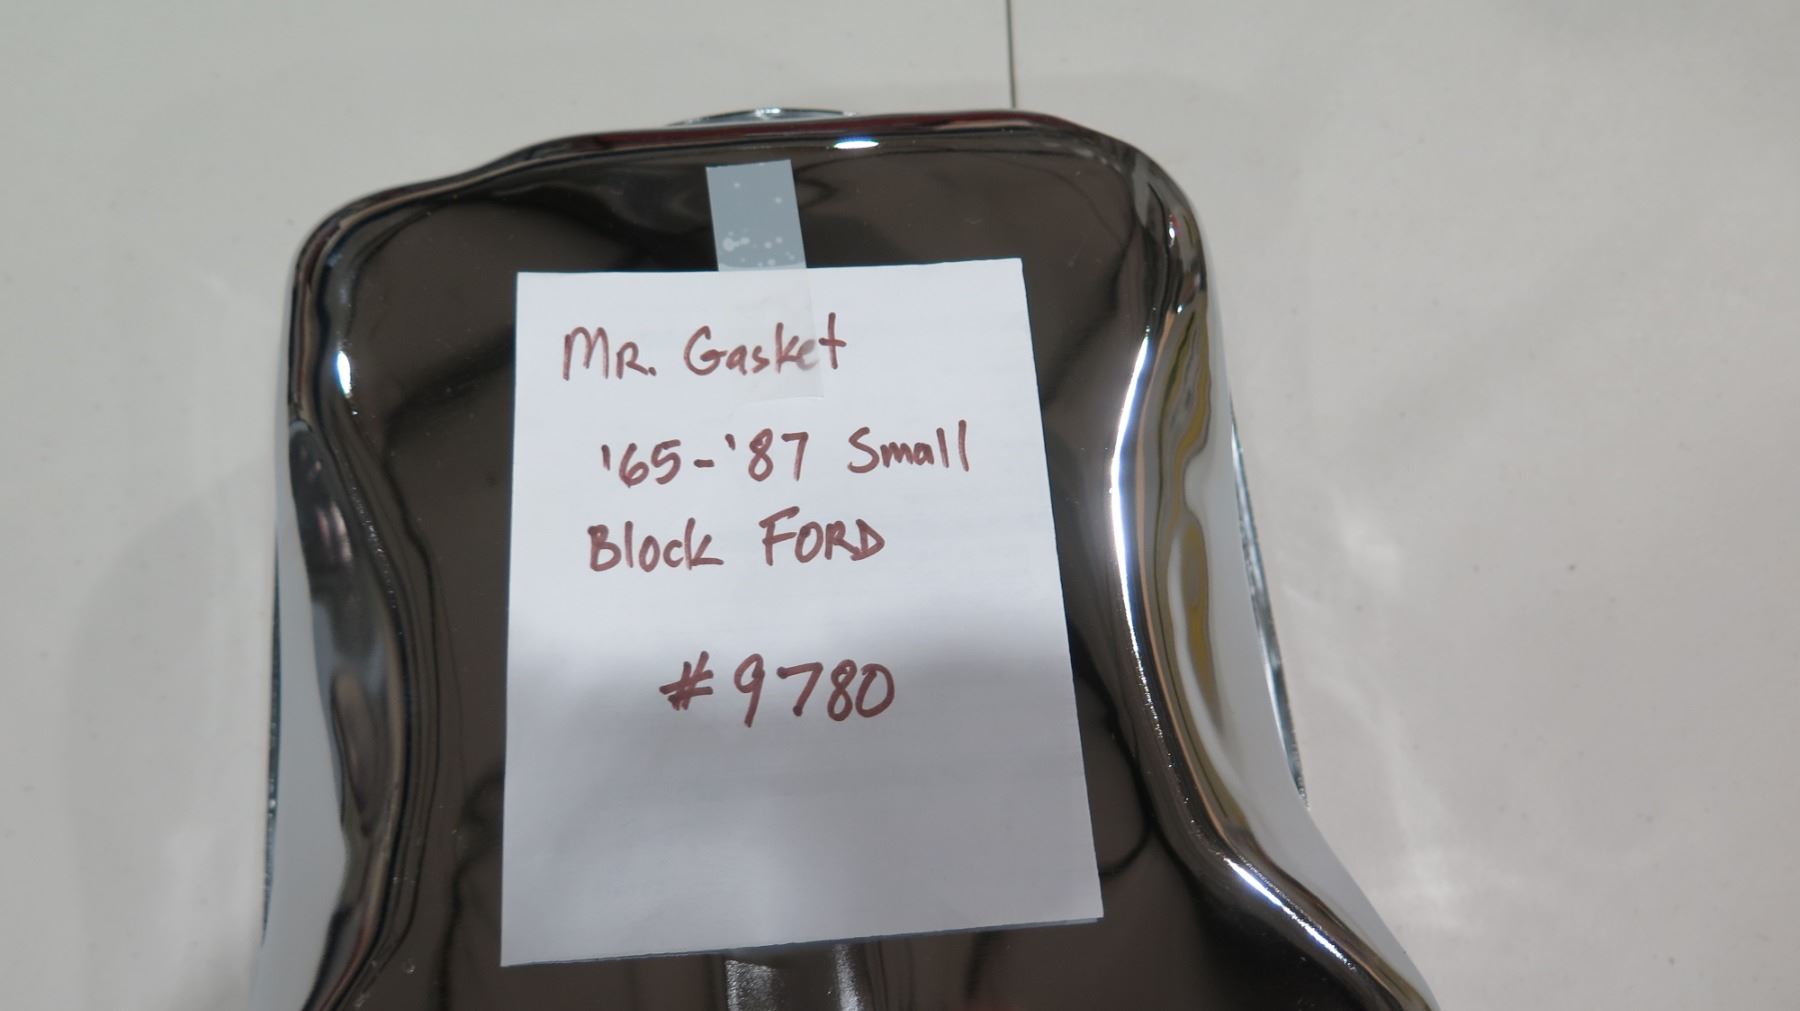 MR. Gasket
'65-'87 Small
Block FORD
#9780